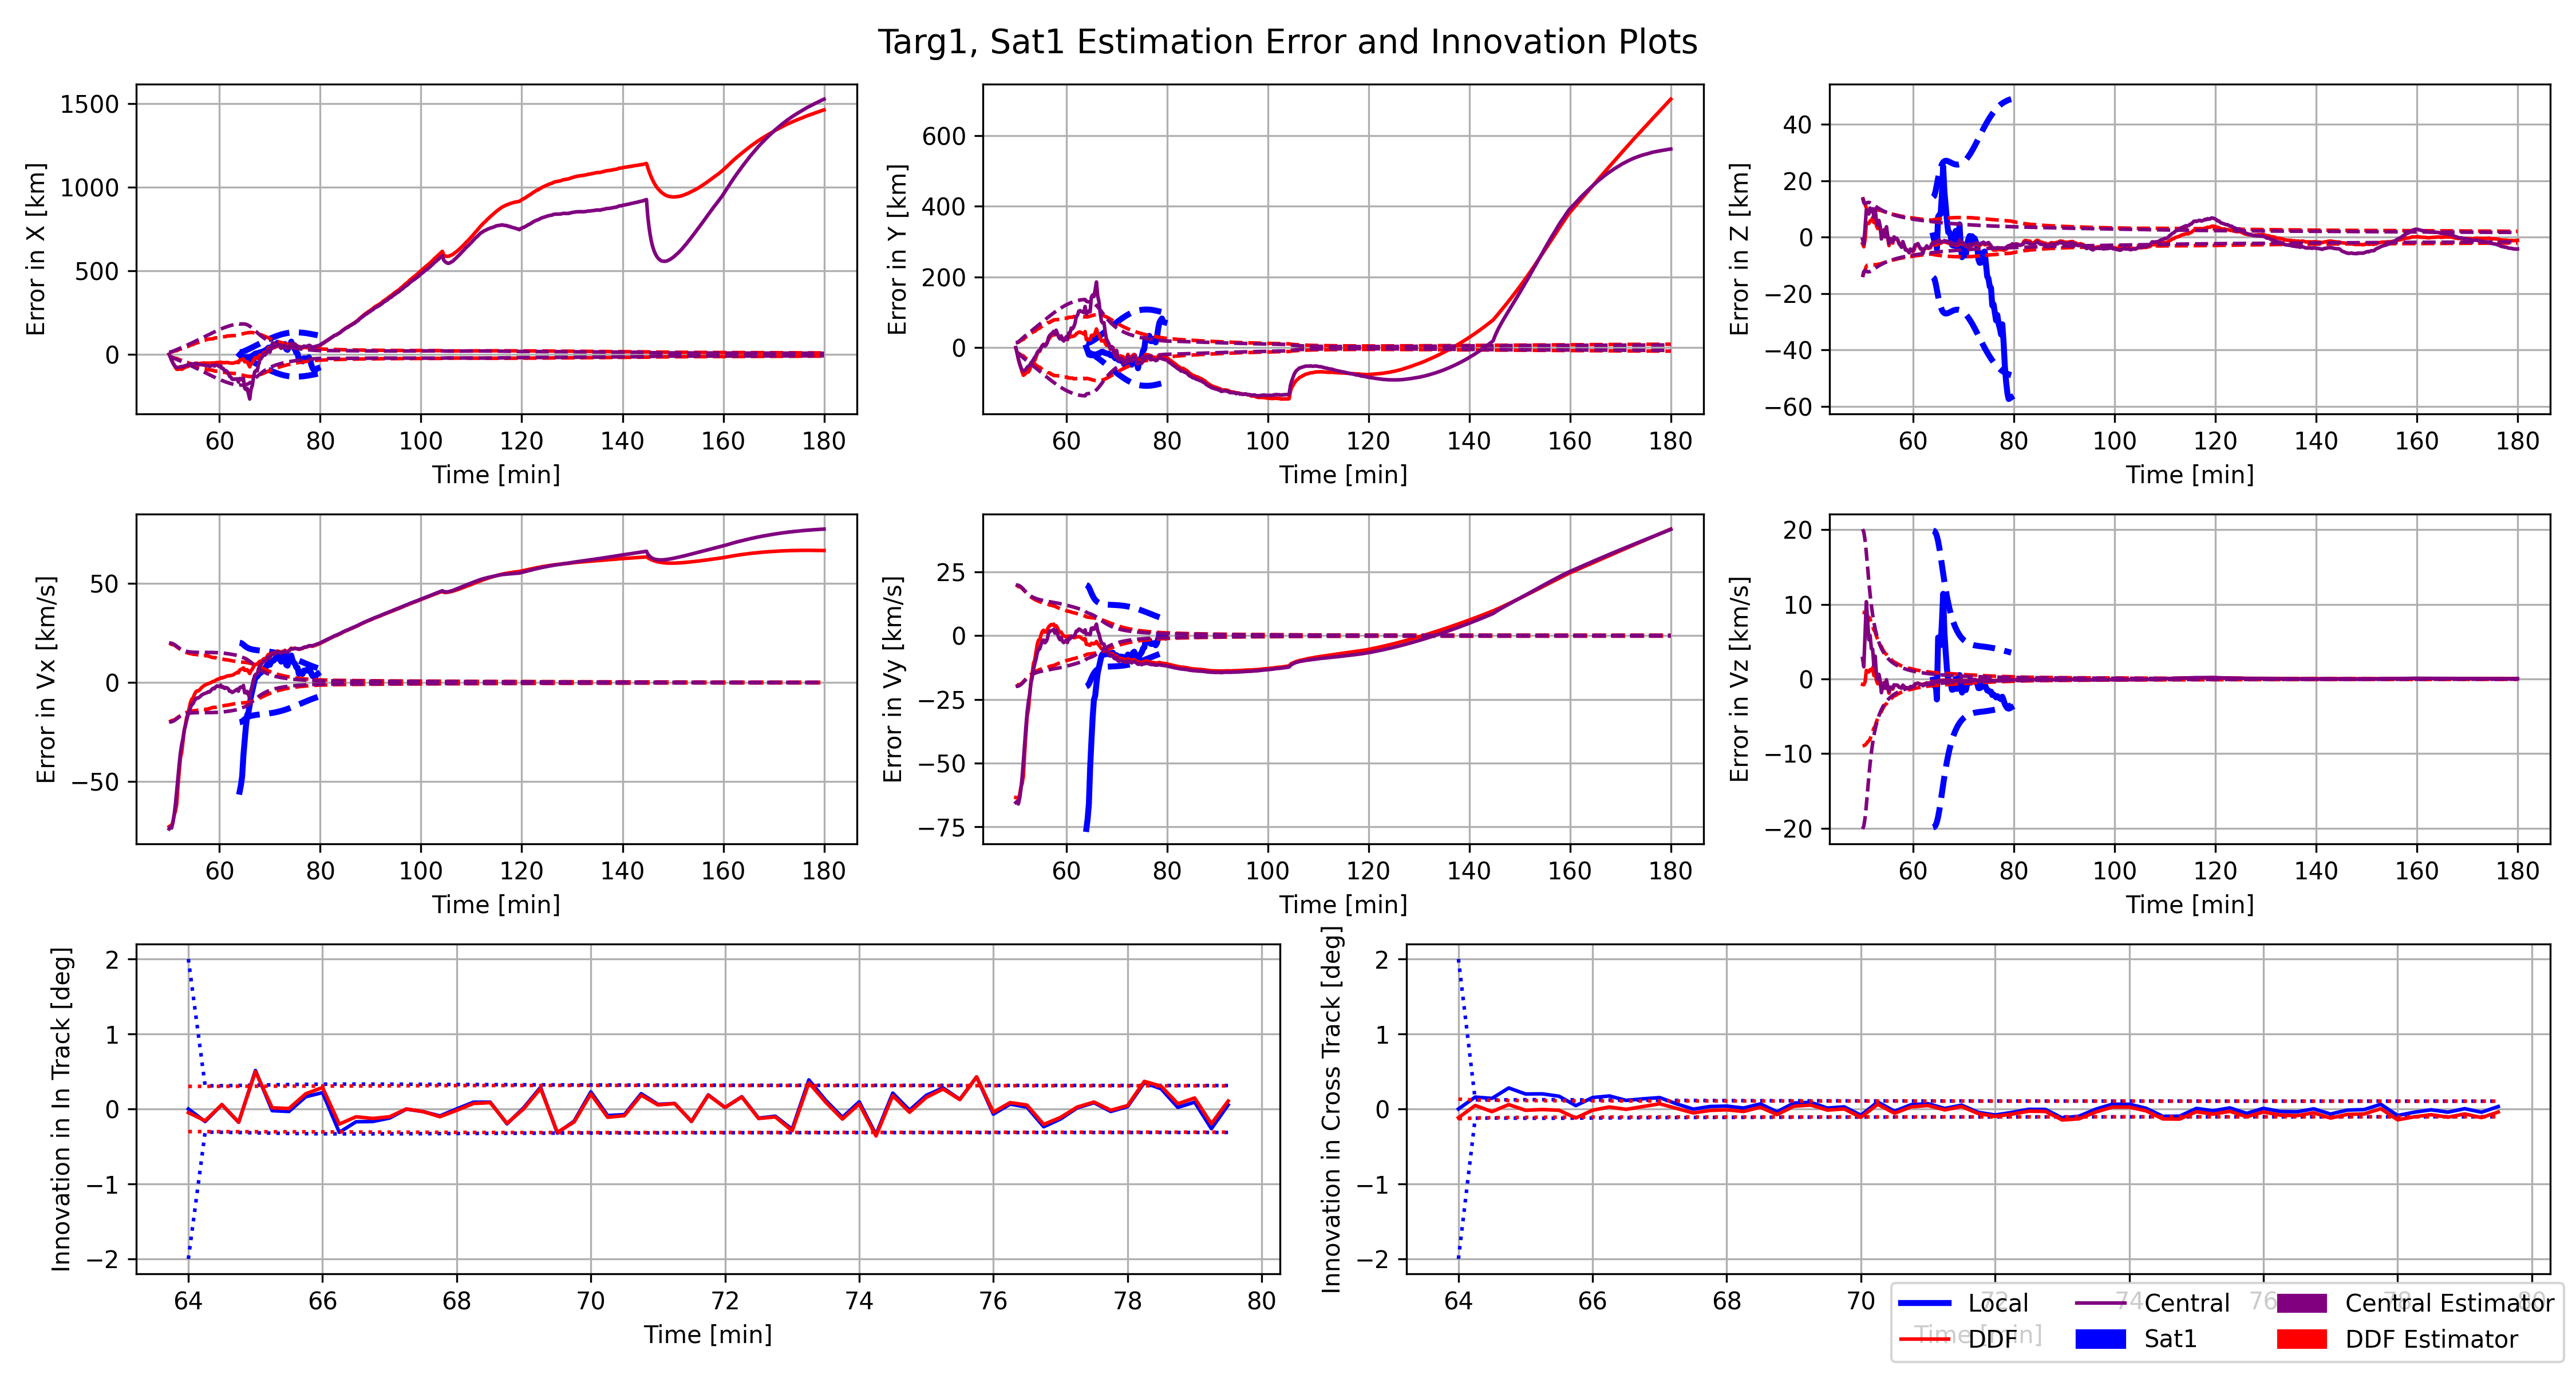 Targ1, Sat1 Estimation Error and Innovation Plots
Error in X [km]
1500
1000
500
0
60 80 100 120 140 160 180
Time [min]
Error in Y [km]
600
400
200
0
60 80 100 120 140 160 180
Time [min]
Error in Z [km]
40
20
0
−20
−40
−60
60 80 100 120 140 160 180
Time [min]
Error in Vx [km/s]
50
0
−50
60 80 100 120 140 160 180
Time [min]
Error in Vy [km/s]
25
0
−25
−50
−75
60 80 100 120 140 160 180
Time [min]
Error in Vz [km/s]
20
10
0
−10
−20
60 80 100 120 140 160 180
Time [min]
Innovation in In Track [deg]
2
1
0
−1
−2
64 66 68 70 72 74 76 78 80
Time [min]
Innovation in Cross Track [deg]
2
1
0
−1
−2
64 66 68 70 72 74 76 78 80
Time [min]
Local
DDF
Central
Sat1
Central Estimator
DDF Estimator